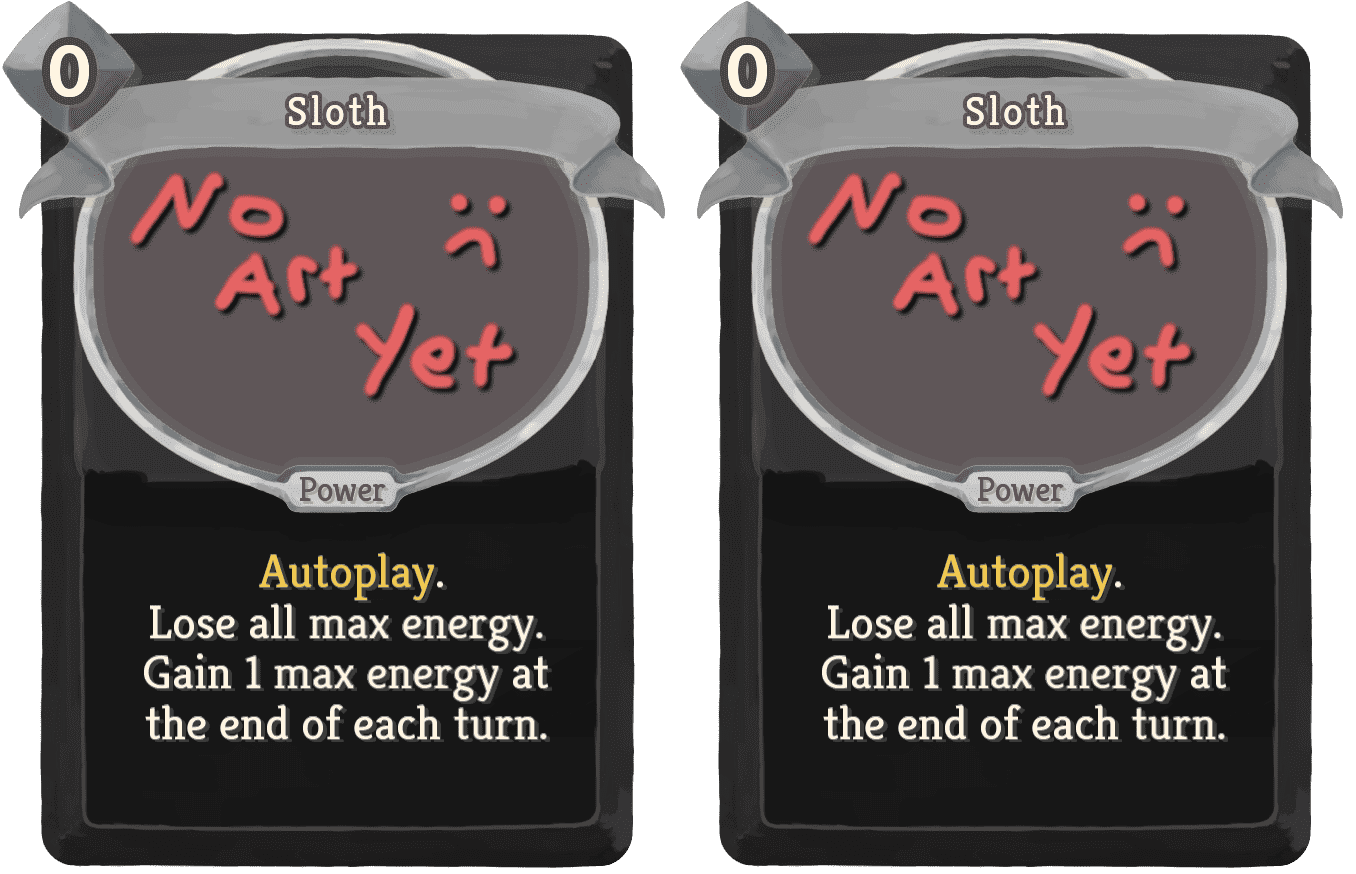 0
Sloth
No
Art
Yet
Power
Autoplay.
Lose all max energy.
Gain 1 max energy at
the end of each turn.
0
Sloth
No
Art
Yet
Power
Autoplay.
Lose all max energy.
Gain 1 max energy at
the end of each turn.